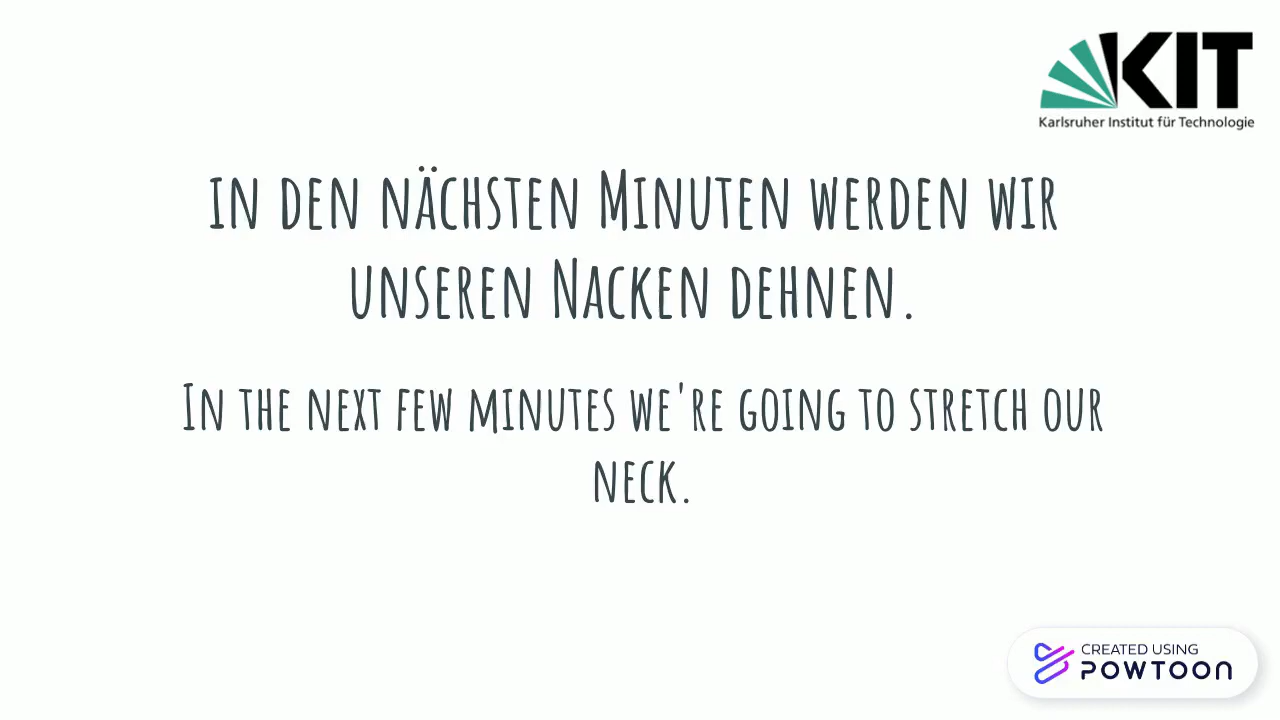 KIT
Karlsruher Institut für Technologie
in den nächsten Minuten werden wir
unseren Nacken dehnen.
In the next few minutes we're going to stretch our
neck.
CREATED USING
POWTOON